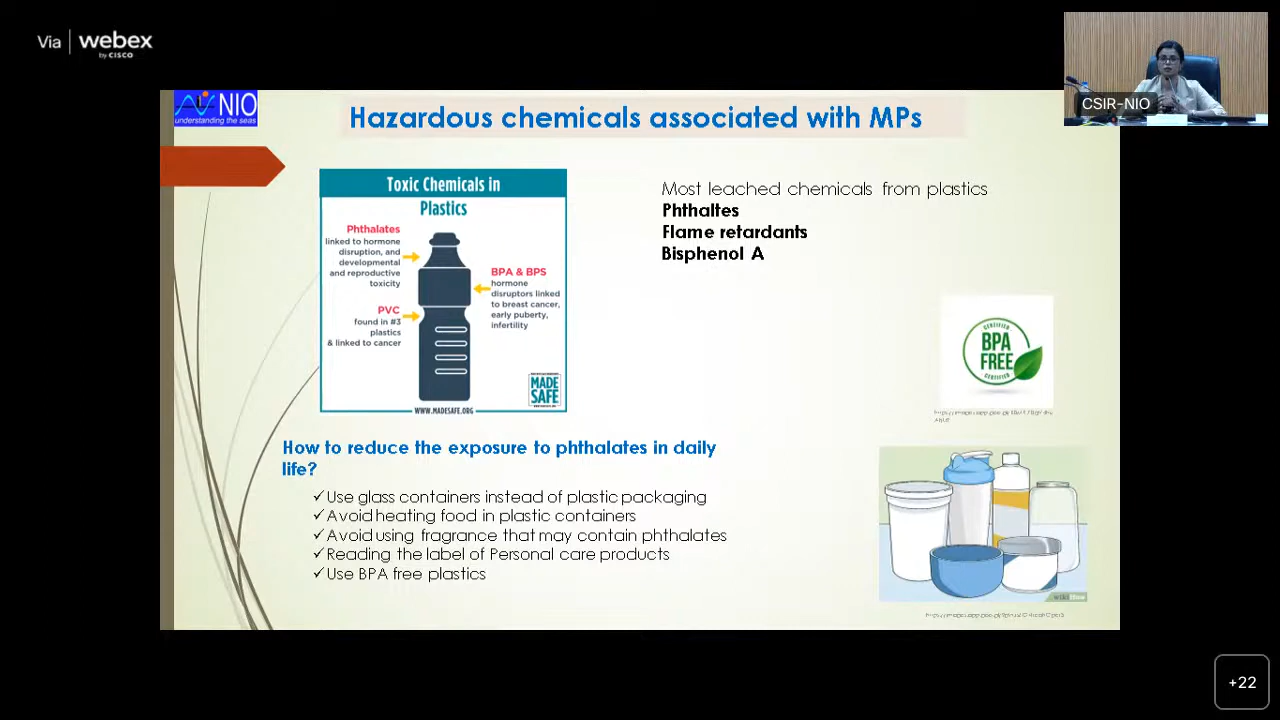 Via webex
by CISCO
CSIR-NIO
NIO
understanding the seas
Hazardous chemicals associated with MPs
Toxic Chemicals in
Plastics
Phthalates
linked to hormone
disruption, and
developmental
and reproductive
toxicity
PVC
found in #3
plastics
& linked to cancer
BPA & BPS
hormone
disruptors linked
to breast cancer,
early puberty,
infertility
MADE
SAFE
WWW.MADESAFE.ORG
Most leached chemicals from plastics
Phthaltes
Flame retardants
Bisphenol A
CERTIFIED
BPA
FREE
CERTIFIED
How to reduce the exposure to phthalates in daily
life?
✓Use glass containers instead of plastic packaging
✓Avoid heating food in plastic containers
✓Avoid using fragrance that may contain phthalates
✓Reading the label of Personal care products
✓Use BPA free plastics
wikiHow
+22